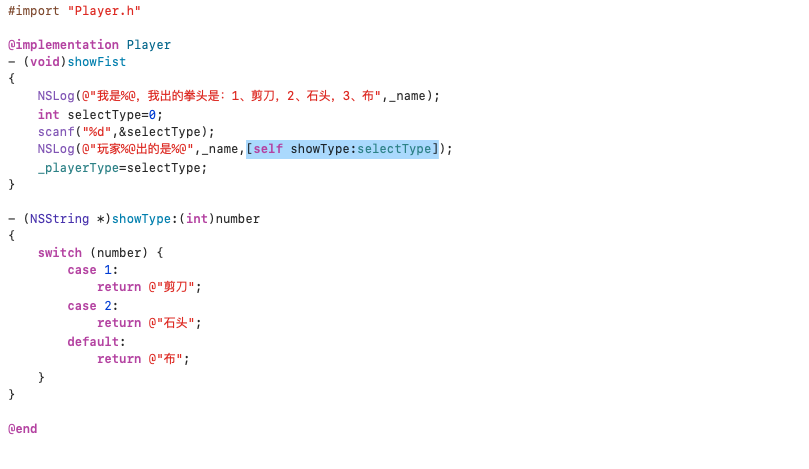 #import "Player.h"
@implementation Player
- (void)showFist
{
NSLog(@"我是%@，我出的拳头是：1、剪刀，2、石头，3、布",_name);
int selectType=0;
scanf("%d",&selectType);
NSLog(@"玩家%@出的是%@",_name,[self showType:selectType]);
_playerType=selectType;
}
- (NSString *)showType:(int)number
{
switch (number) {
case 1:
return @"剪刀";
case 2:
return @"石头";
default:
return @"布";
}
}
@end